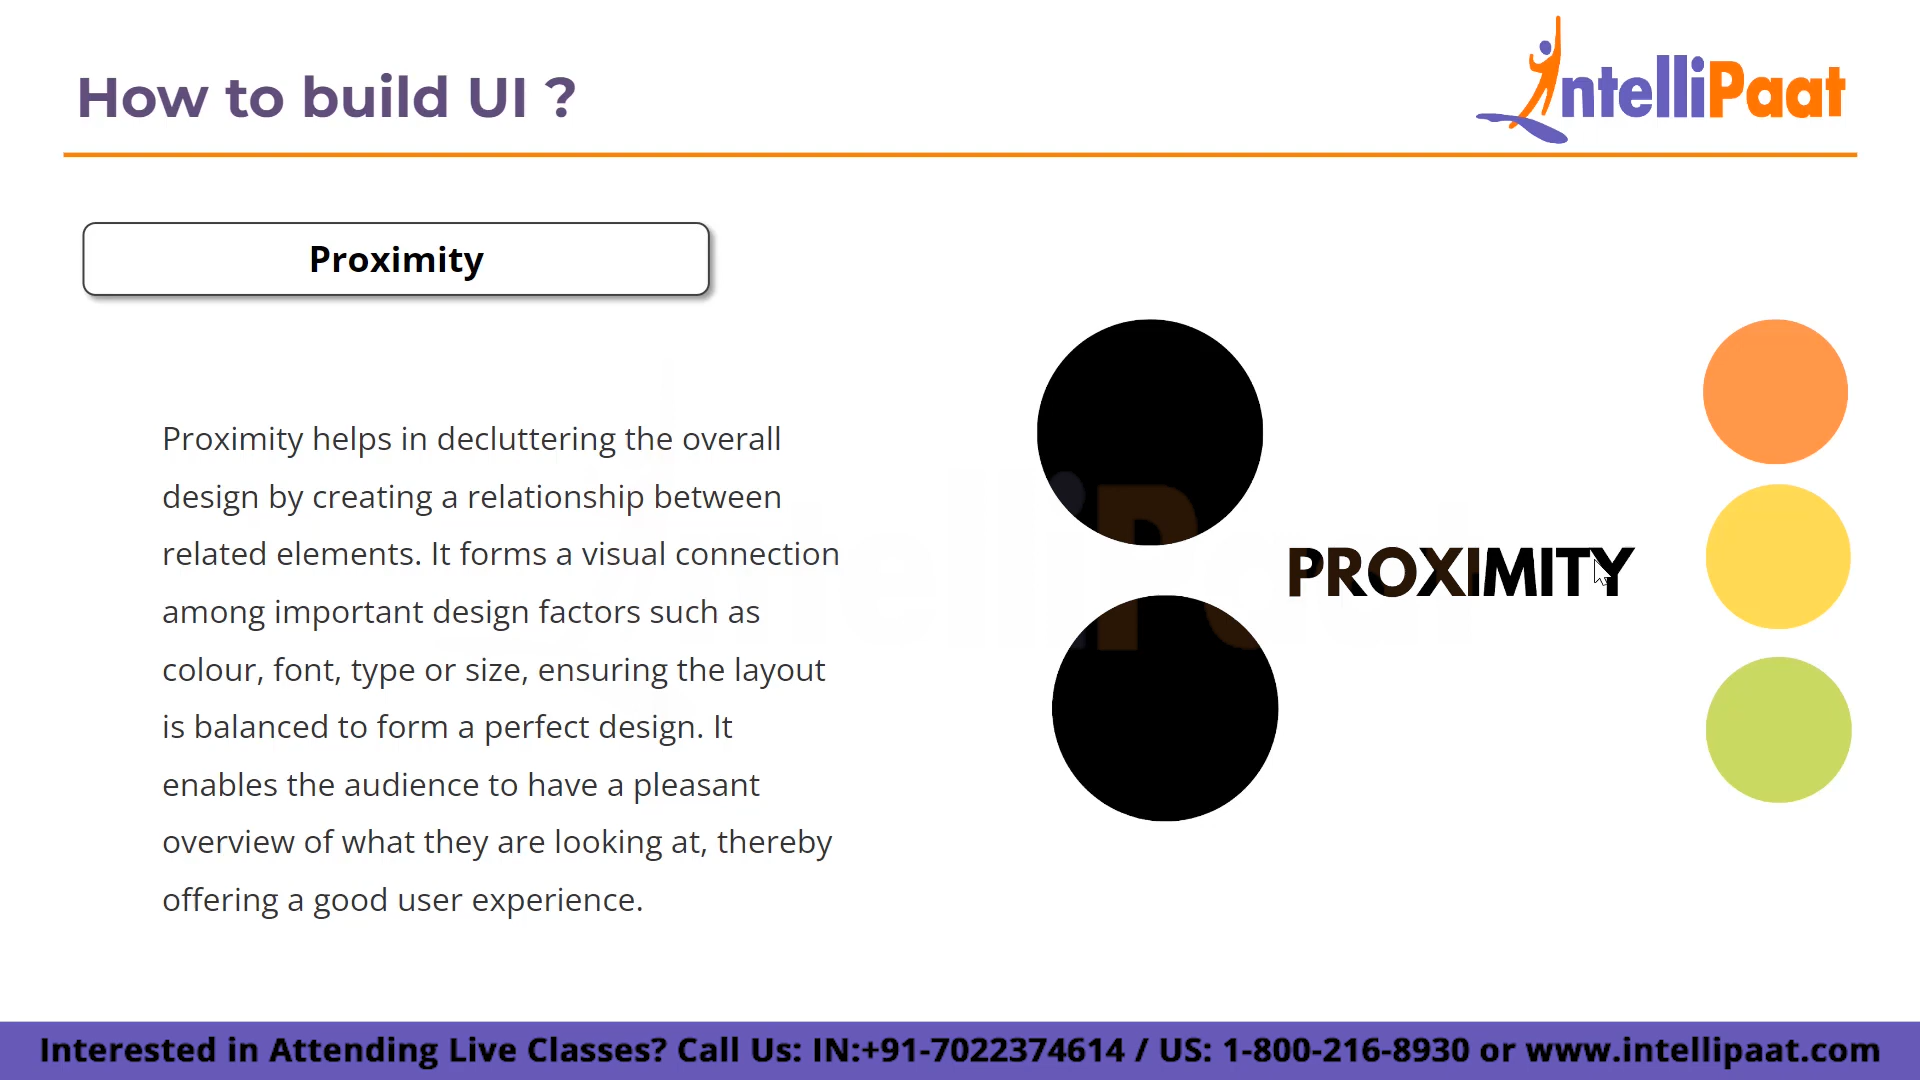 How to build UI ?
IntelliPaat
Proximity
Proximity helps in decluttering the overall
design by creating a relationship between
related elements. It forms a visual connection
among important design factors such as
colour, font, type or size, ensuring the layout
is balanced to form a perfect design. It
enables the audience to have a pleasant
overview of what they are looking at, thereby
offering a good user experience.
PROXIMITY
Interested in Attending Live Classes? Call Us: IN:+91-7022374614 / US: 1-800-216-8930 or www.intellipaat.com